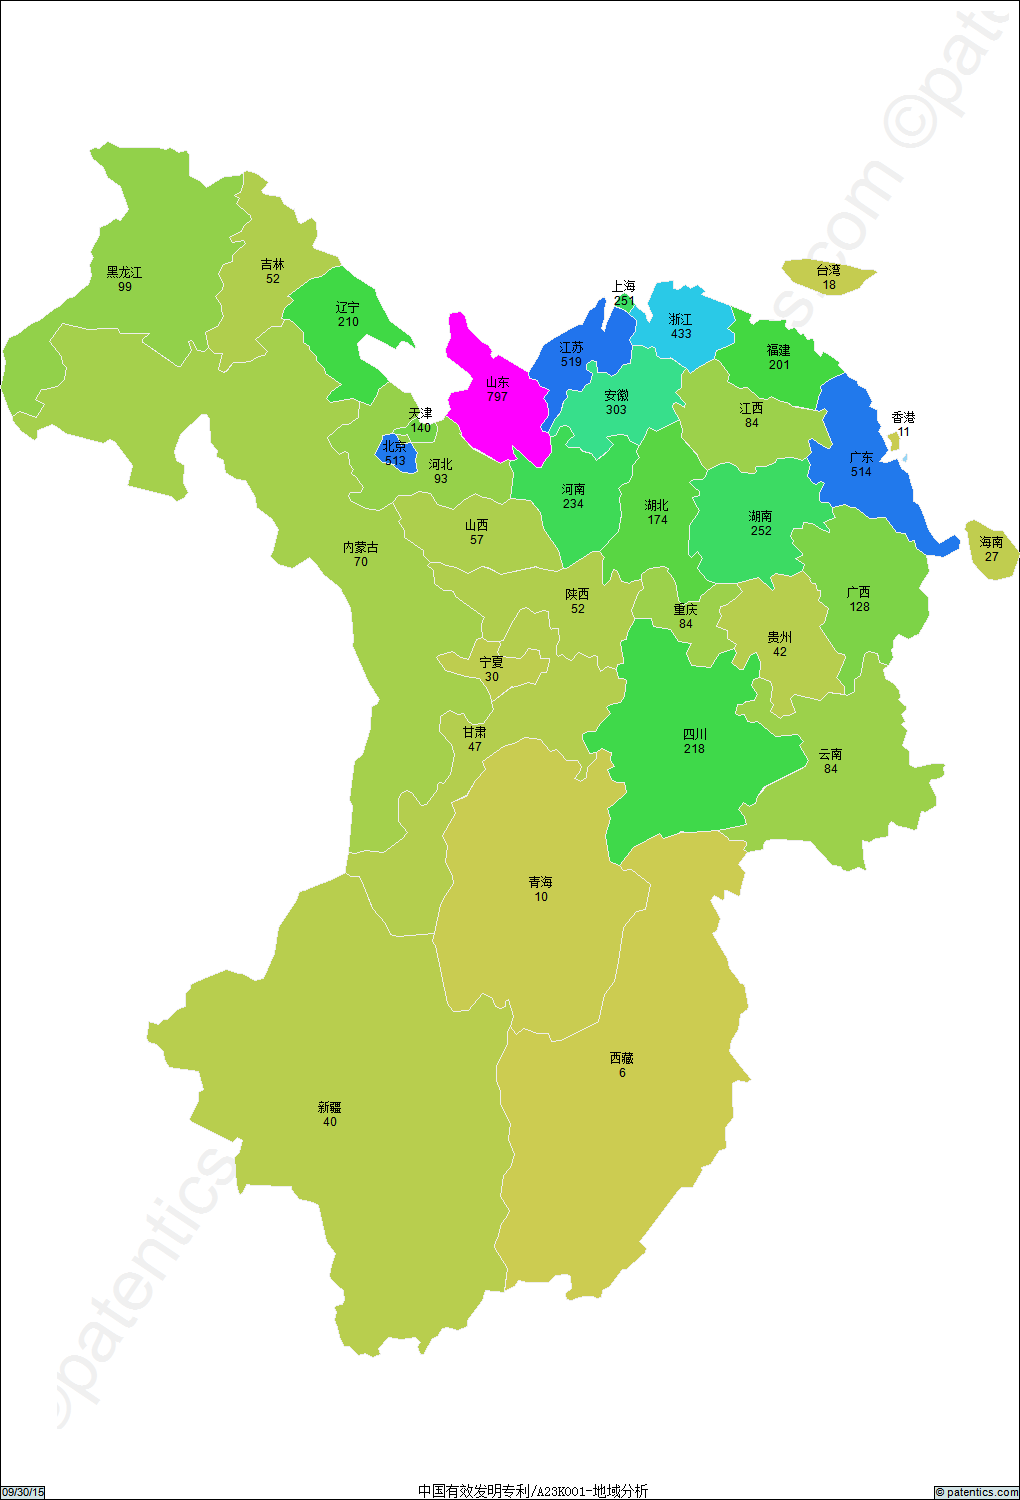 ©patentics.com ©pate
黑龙江
99
吉林
52
辽宁
210
台湾
18
上海
251
浙江
433
江苏
519
福建
201
山东
797
安徽
303
江西
84
天津
140
香港
11
北京
513
河北
93
广东
514
河南
234
湖北
174
湖南
252
山西
57
海南
27
内蒙古
70
陕西
52
重庆
84
广西
128
贵州
42
宁夏
30
甘肃
47
四川
218
云南
84
青海
10
西藏
6
新疆
40
©patentics
09/30/15
中国有效发明专利/A23K001-地域分析
© patentics.com